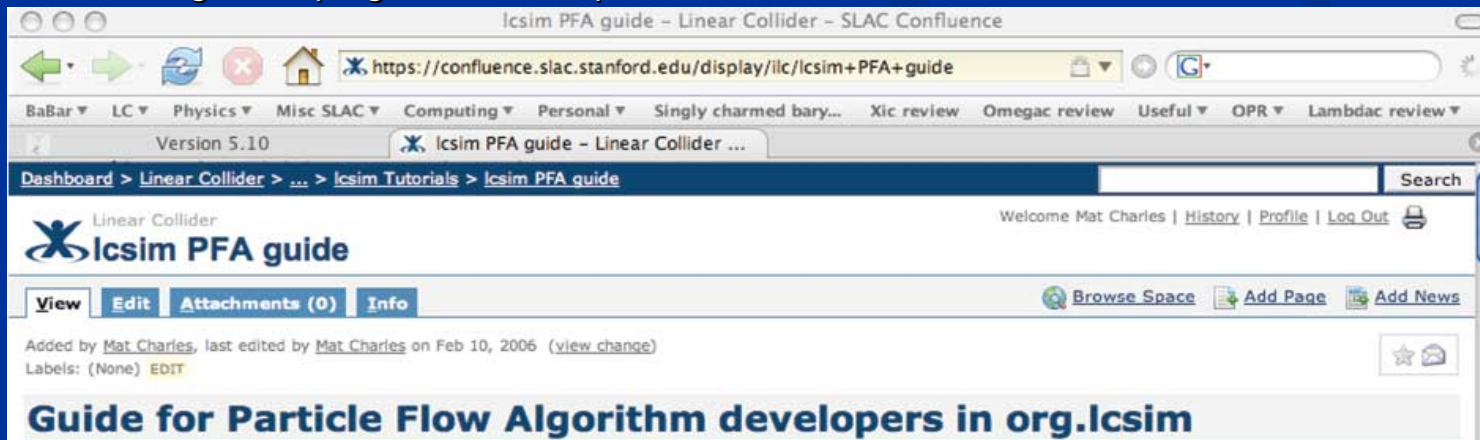 lcsim PFA guide – Linear Collider – SLAC Confluence
https://confluence.slac.stanford.edu/display/ilc/lcsim+PFA+guide
G
BaBar LC Physics Misc SLAC Computing Personal Singly charmed bary... Xic review Omegac review Useful OPR Lambdac review
Version 5.10 lcsim PFA guide – Linear Collider ...
Dashboard > Linear Collider > ... > lcsim Tutorials > lcsim PFA guide Search
Linear Collider Welcome Mat Charles | History | Profile | Log Out
lcsim PFA guide
View Edit Attachments (0) Info Browse Space Add Page Add News
Added by Mat Charles, last edited by Mat Charles on Feb 10, 2006 (view change)
Labels: (None) EDIT
Guide for Particle Flow Algorithm developers in org.lcsim